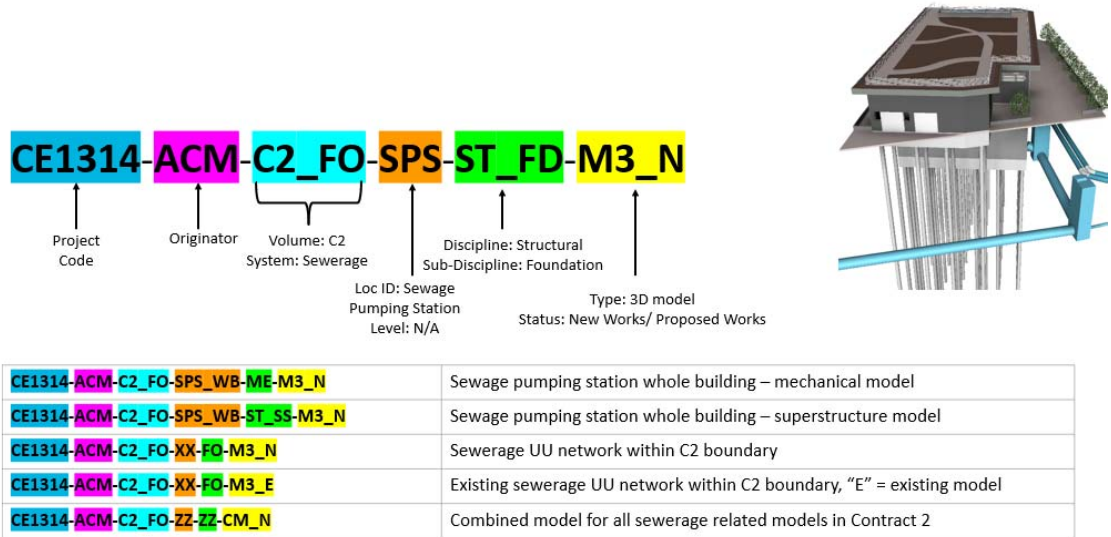 CE1314-ACM-C2_FO-SPS-ST_FD-M3_N
Project
Code
Originator
Volume: C2
System: Sewerage
Loc ID: Sewage
Pumping Station
Level: N/A
Discipline: Structural
Sub-Discipline: Foundation
Type: 3D model
Status: New Works/ Proposed Works
CE1314-ACM-C2_FO-SPS_WB-ME-M3_N Sewage pumping station whole building – mechanical model
CE1314-ACM-C2_FO-SPS_WB-ST_SS-M3_N Sewage pumping station whole building – superstructure model
CE1314-ACM-C2_FO-XX-FO-M3_N Sewerage UU network within C2 boundary
CE1314-ACM-C2_FO-XX-FO-M3_E Existing sewerage UU network within C2 boundary, “E” = existing model
CE1314-ACM-C2_FO-ZZ-ZZ-CM_N Combined model for all sewerage related models in Contract 2